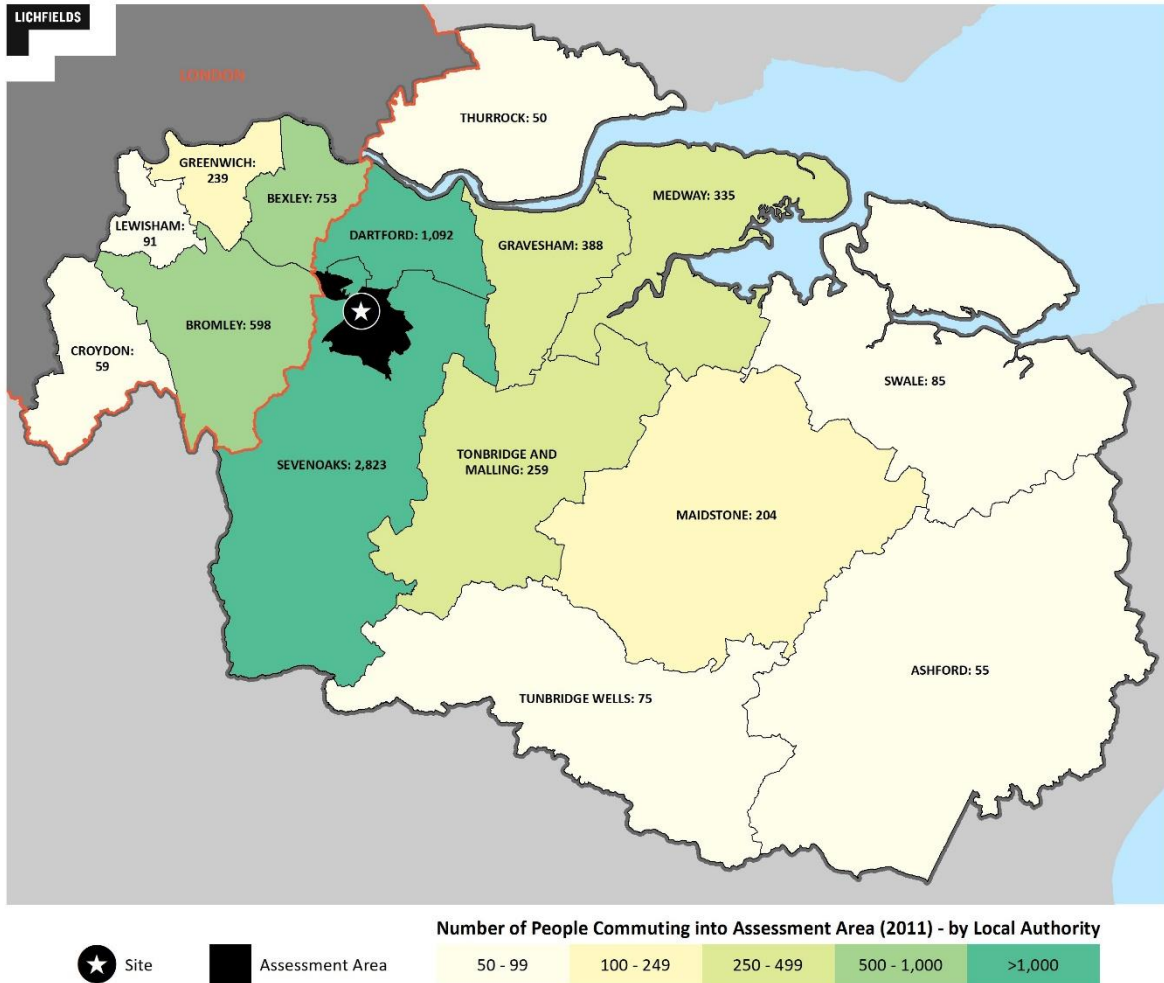 LICHFIELDS
LONDON
THURROCK: 50
GREENWICH:
239
BEXLEY: 753
MEDWAY: 335
LEWISHAM:
91
DARTFORD: 1,092
GRAVESHAM: 388
BROMLEY: 598
CROYDON:
59
SWALE: 85
SEVENOAKS: 2,823
TONBRIDGE AND
MALLING: 259
MAIDSTONE: 204
ASHFORD: 55
TUNBRIDGE WELLS: 75
Number of People Commuting into Assessment Area (2011) - by Local Authority
Site
Assessment Area
50 - 99
100 - 249
250 - 499
500 - 1,000
>1,000